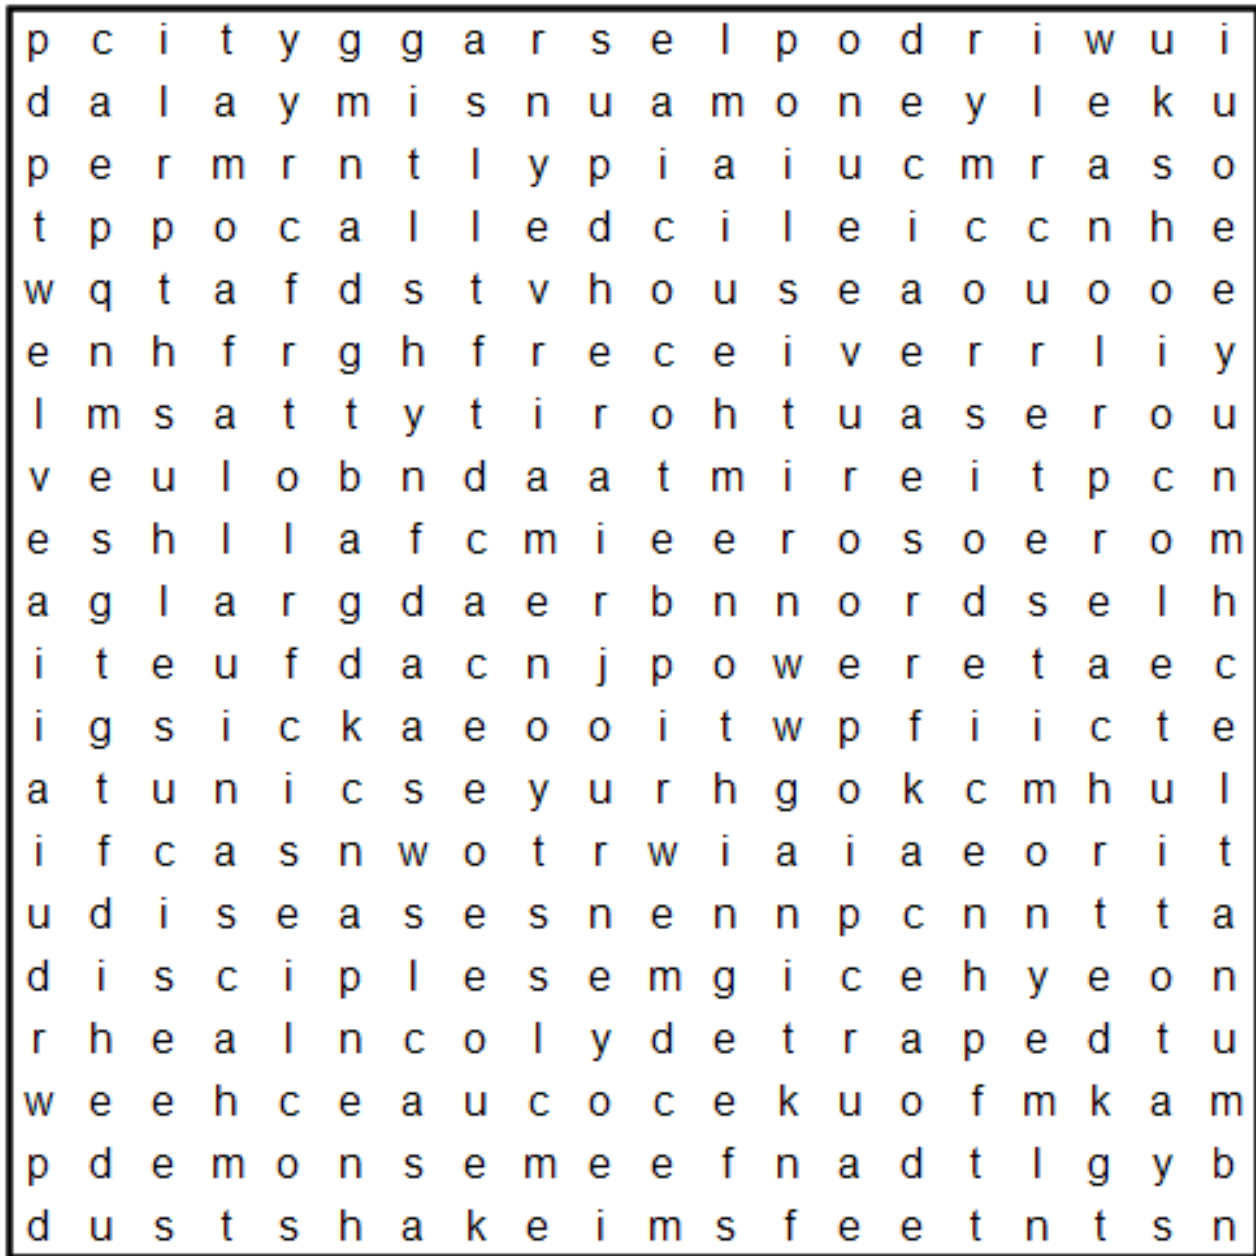 p c i t y g g a r s e l p o d r i w u i
d a l a y m i s n u a m o n e y l e k u
p e r m r n t l y p i a i u c m r a s o
t p p o c a l l e d c i l e i c c n h e
w q t a f d s t v h o u s e a o u o o e
e n h f r g h f r e c e i v e r r l i y
l m s a t t y t i r o h t u a s e r o u
v e u l o b n d a a t m i r e i t p c n
e s h l l a f c m i e e r o s o e r o m
a g l a r g d a e r b n n o r d s e l h
i t e u f d a c n j p o w e r e t a e c
i g s i c k a e o o i t w p f i i c t e
a t u n i c s e y u r h g o k c m h u l
i f c a s n w o t r w i a i a e o r i t
u d i s e a s e s n e n n p c n n t t a
d i s c i p l e s e m g i c e h y e o n
r h e a l n c o l y d e t r a p e d t u
w e e h c e a u c o c e k u o f m k a m
p d e m o n s e m e e f n a d t l g y b
d u s t s h a k e i m s f e e t n t s n